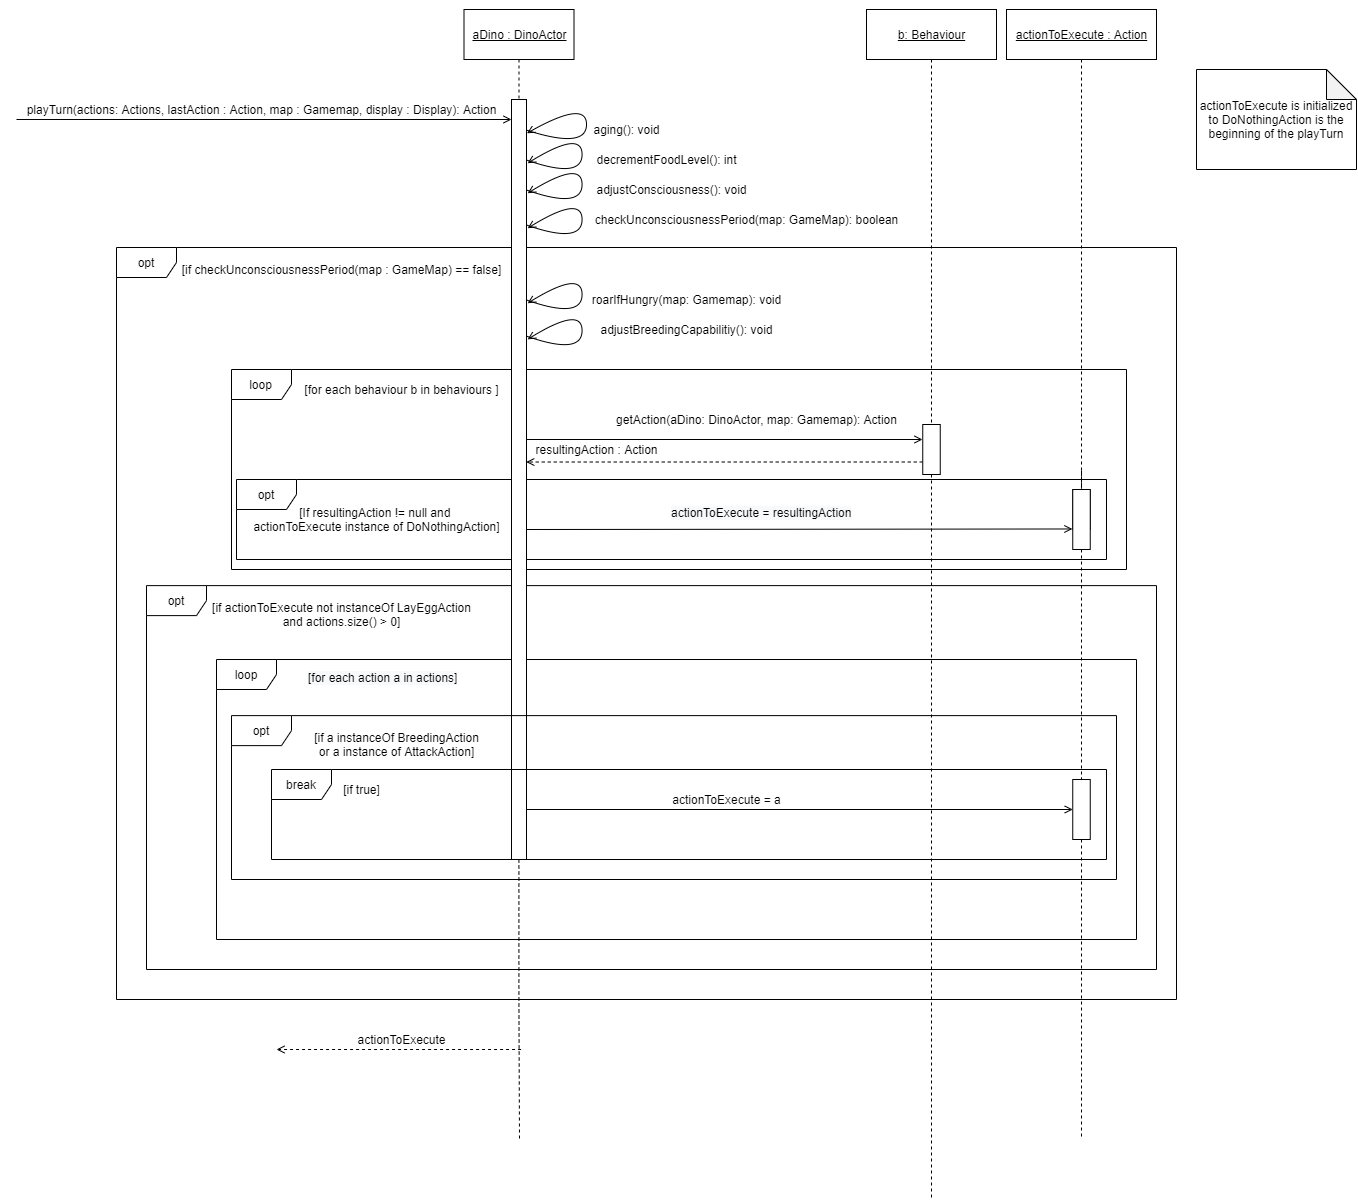 aDino : DinoActor
b: Behaviour
actionToExecute : Action
actionToExecute is initialized
to DoNothingAction is the
beginning of the playTurn
playTurn(actions: Actions, lastAction : Action, map : Gamemap, display : Display): Action
aging(): void
decrementFoodLevel(): int
adjustConsciousness(): void
checkUnconsciousnessPeriod(map: GameMap): boolean
opt
[if checkUnconsciousnessPeriod(map : GameMap) == false]
roarIfHungry(map: Gamemap): void
adjustBreedingCapabilitiy(): void
loop
[for each behaviour b in behaviours ]
getAction(aDino: DinoActor, map: Gamemap): Action
resultingAction : Action
opt
[If resultingAction != null and
actionToExecute instance of DoNothingAction]
actionToExecute = resultingAction
opt
[if actionToExecute not instanceOf LayEggAction
and actions.size() > 0]
loop
[for each action a in actions]
opt
[if a instanceOf BreedingAction
or a instance of AttackAction]
break
[if true]
actionToExecute = a
actionToExecute